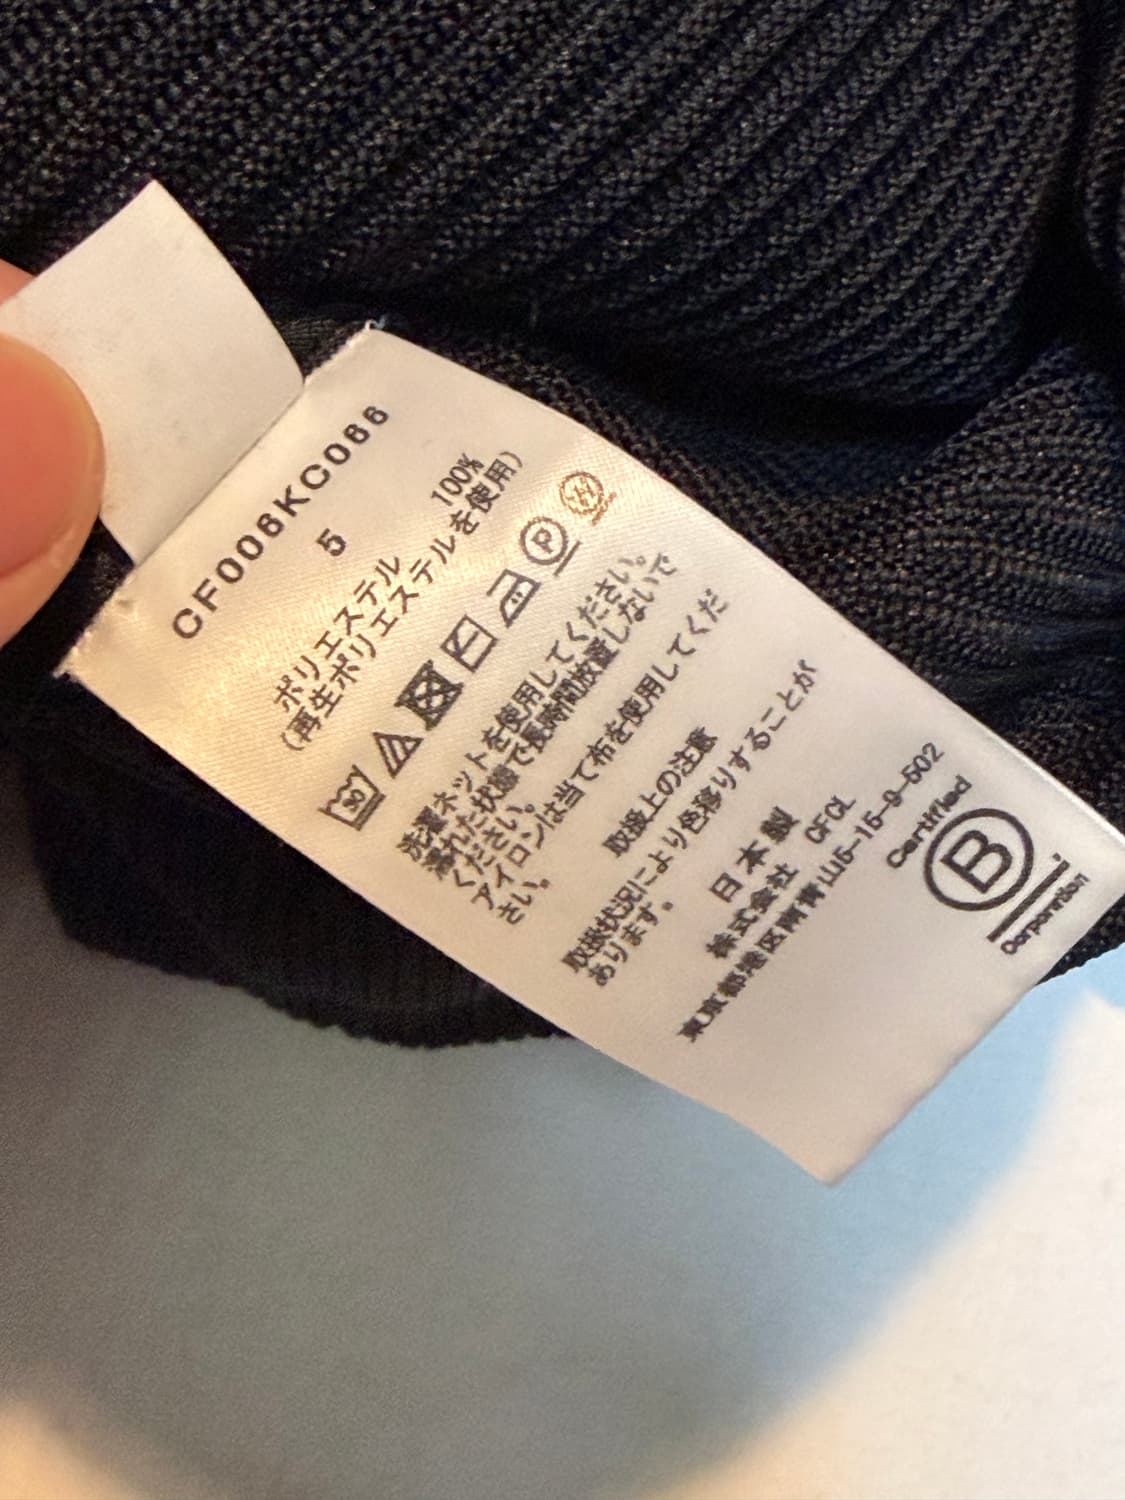 CF006KC066
5
ポリエステル 100%
(再生ポリエステルを使用)
30
P
洗濯ネットを使用してください。
濡れた状態で長時間放置しないで
ください。
アイロンは当て布を使用してくだ
さい。
取扱上の注意
取扱状況により色落りすることが
あります。
日本製
株式会社 CFCL
東京都港区南青山5-15-9-502
Certified
B
Corporation